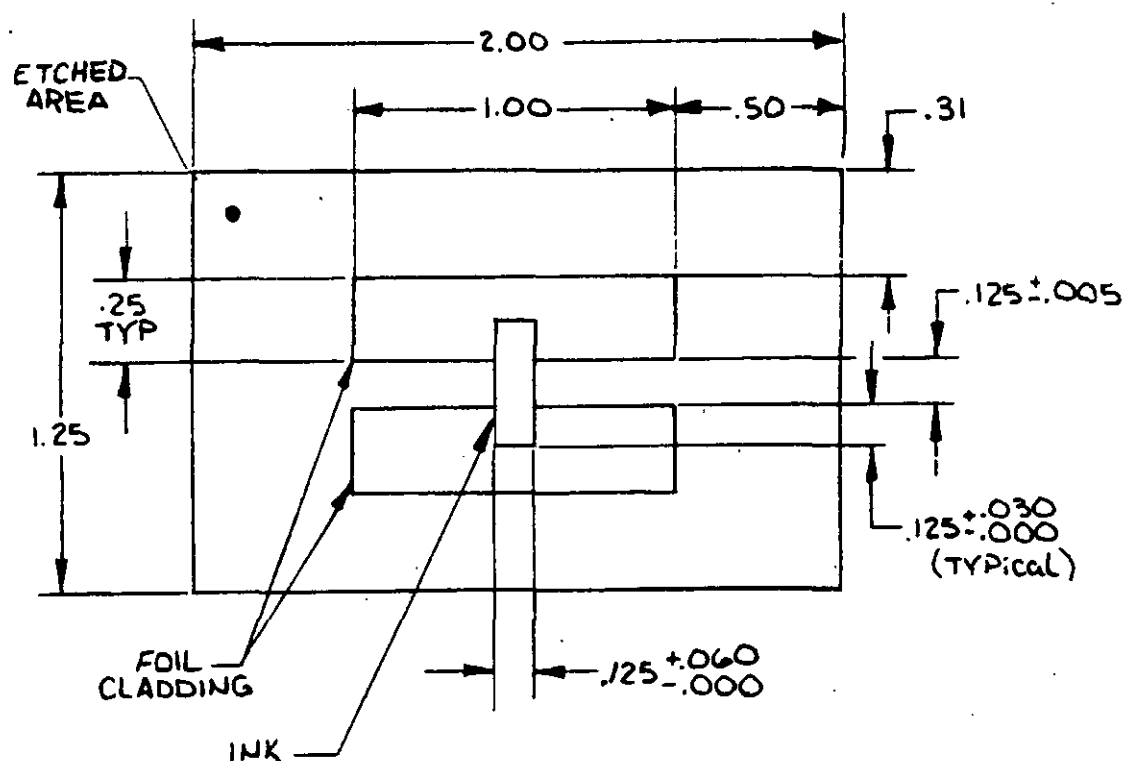 2.00
ETCHED
AREA
1.00
.50
.31
.25
TYP
.125±.005
1.25
.125 +.030
-.000
(TYPical)
FOIL
CLADDING
.125 +.060
-.000
INK